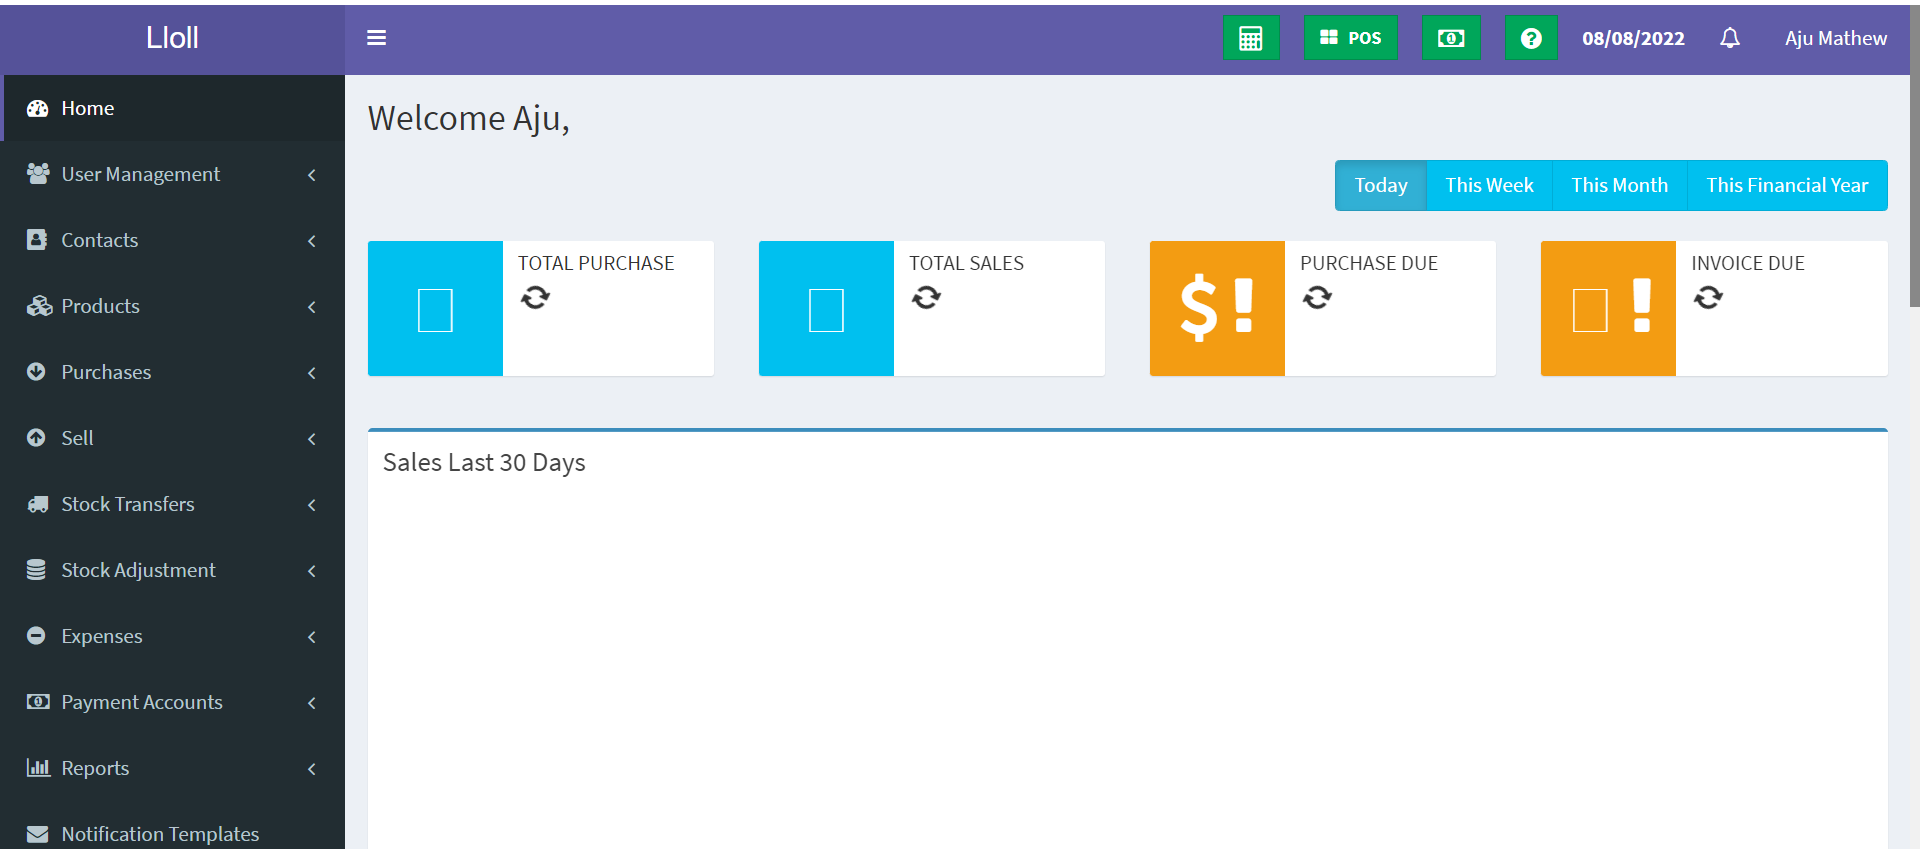 Lloll
POS
08/08/2022
Aju Mathew
Home
User Management
Contacts
Products
Purchases
Sell
Stock Transfers
Stock Adjustment
Expenses
Payment Accounts
Reports
Notification Templates
Welcome Aju,
Today
This Week
This Month
This Financial Year
TOTAL PURCHASE
TOTAL SALES
$!
PURCHASE DUE
!
INVOICE DUE
Sales Last 30 Days